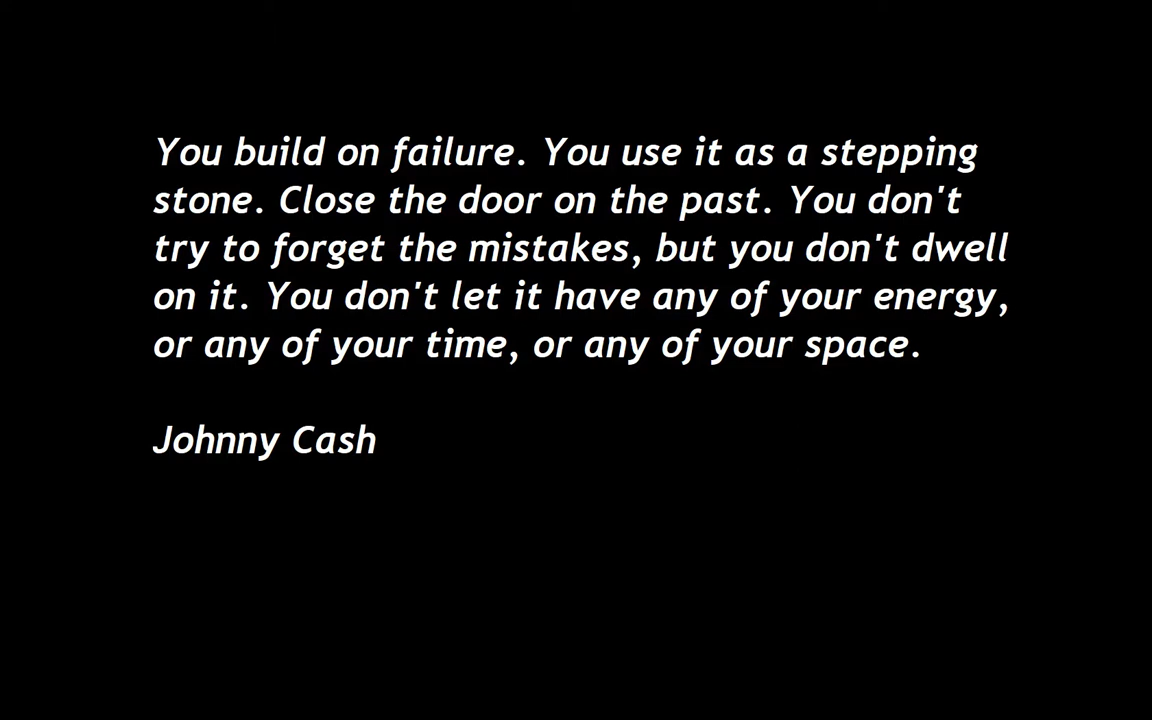 You build on failure. You use it as a stepping
stone. Close the door on the past. You don't
try to forget the mistakes, but you don't dwell
on it. You don't let it have any of your energy,
or any of your time, or any of your space.
Johnny Cash